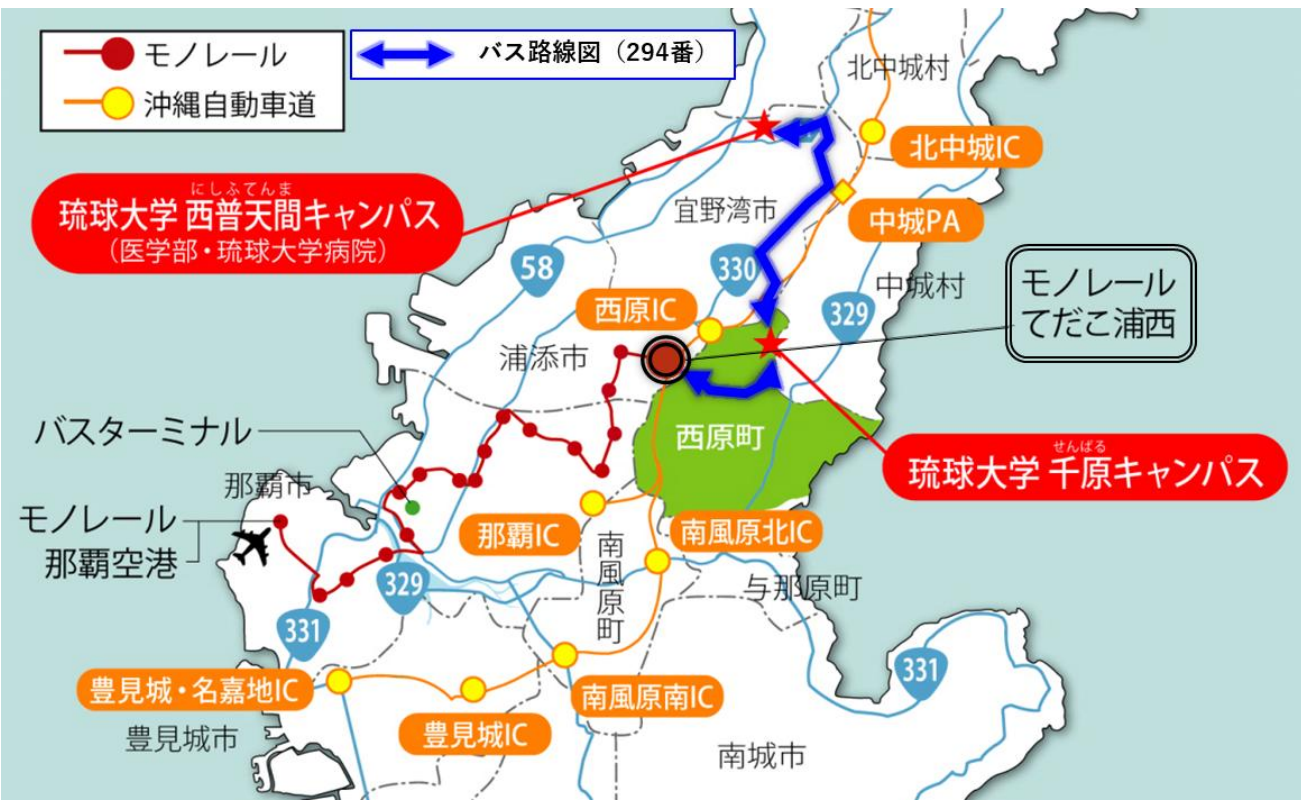 モノレール
沖縄自動車道
バス路線図（294番）
北中城村
北中城IC
にしふてんま
琉球大学 西普天間キャンパス
（医学部・琉球大学病院）
宜野湾市
中城PA
58
330
中城村
モノレール
てだこ浦西
329
西原IC
浦添市
バスターミナル
西原町
せんばる
琉球大学 千原キャンパス
那覇市
モノレール
那覇空港
那覇IC
南風原北IC
南風原町
与那原町
329
331
331
豊見城・名嘉地IC
南風原南IC
豊見城市
豊見城IC
南城市